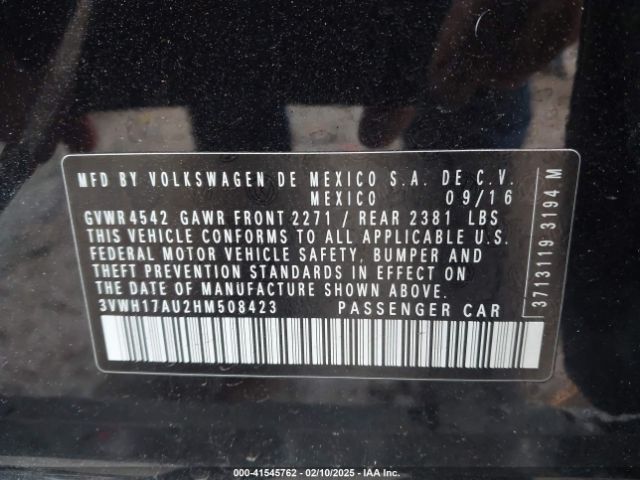 MFD BY VOLKSWAGEN DE MEXICO S.A. DE C.V.
MEXICO 09/16
GVWR 4542 GAWR FRONT 2271 / REAR 2381 LBS
THIS VEHICLE CONFORMS TO ALL APPLICABLE U.S.
FEDERAL MOTOR VEHICLE SAFETY, BUMPER AND
THEFT PREVENTION STANDARDS IN EFFECT ON
THE DATE OF MANUFACTURE SHOWN ABOVE.
3VWH17AU2HM508423 PASSENGER CAR
3713119 3194 M
000-41545762 - 02/10/2025 - IAAI.COM